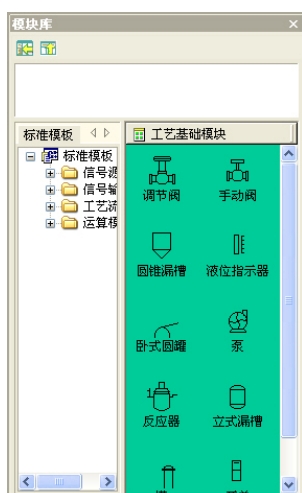 模块库
标准模板
工艺基础模块
标准模板
信号源
信号输
工艺流
运算模
调节阀
手动阀
圆锥漏槽
液位指示器
卧式圆罐
泵
反应器
立式漏槽